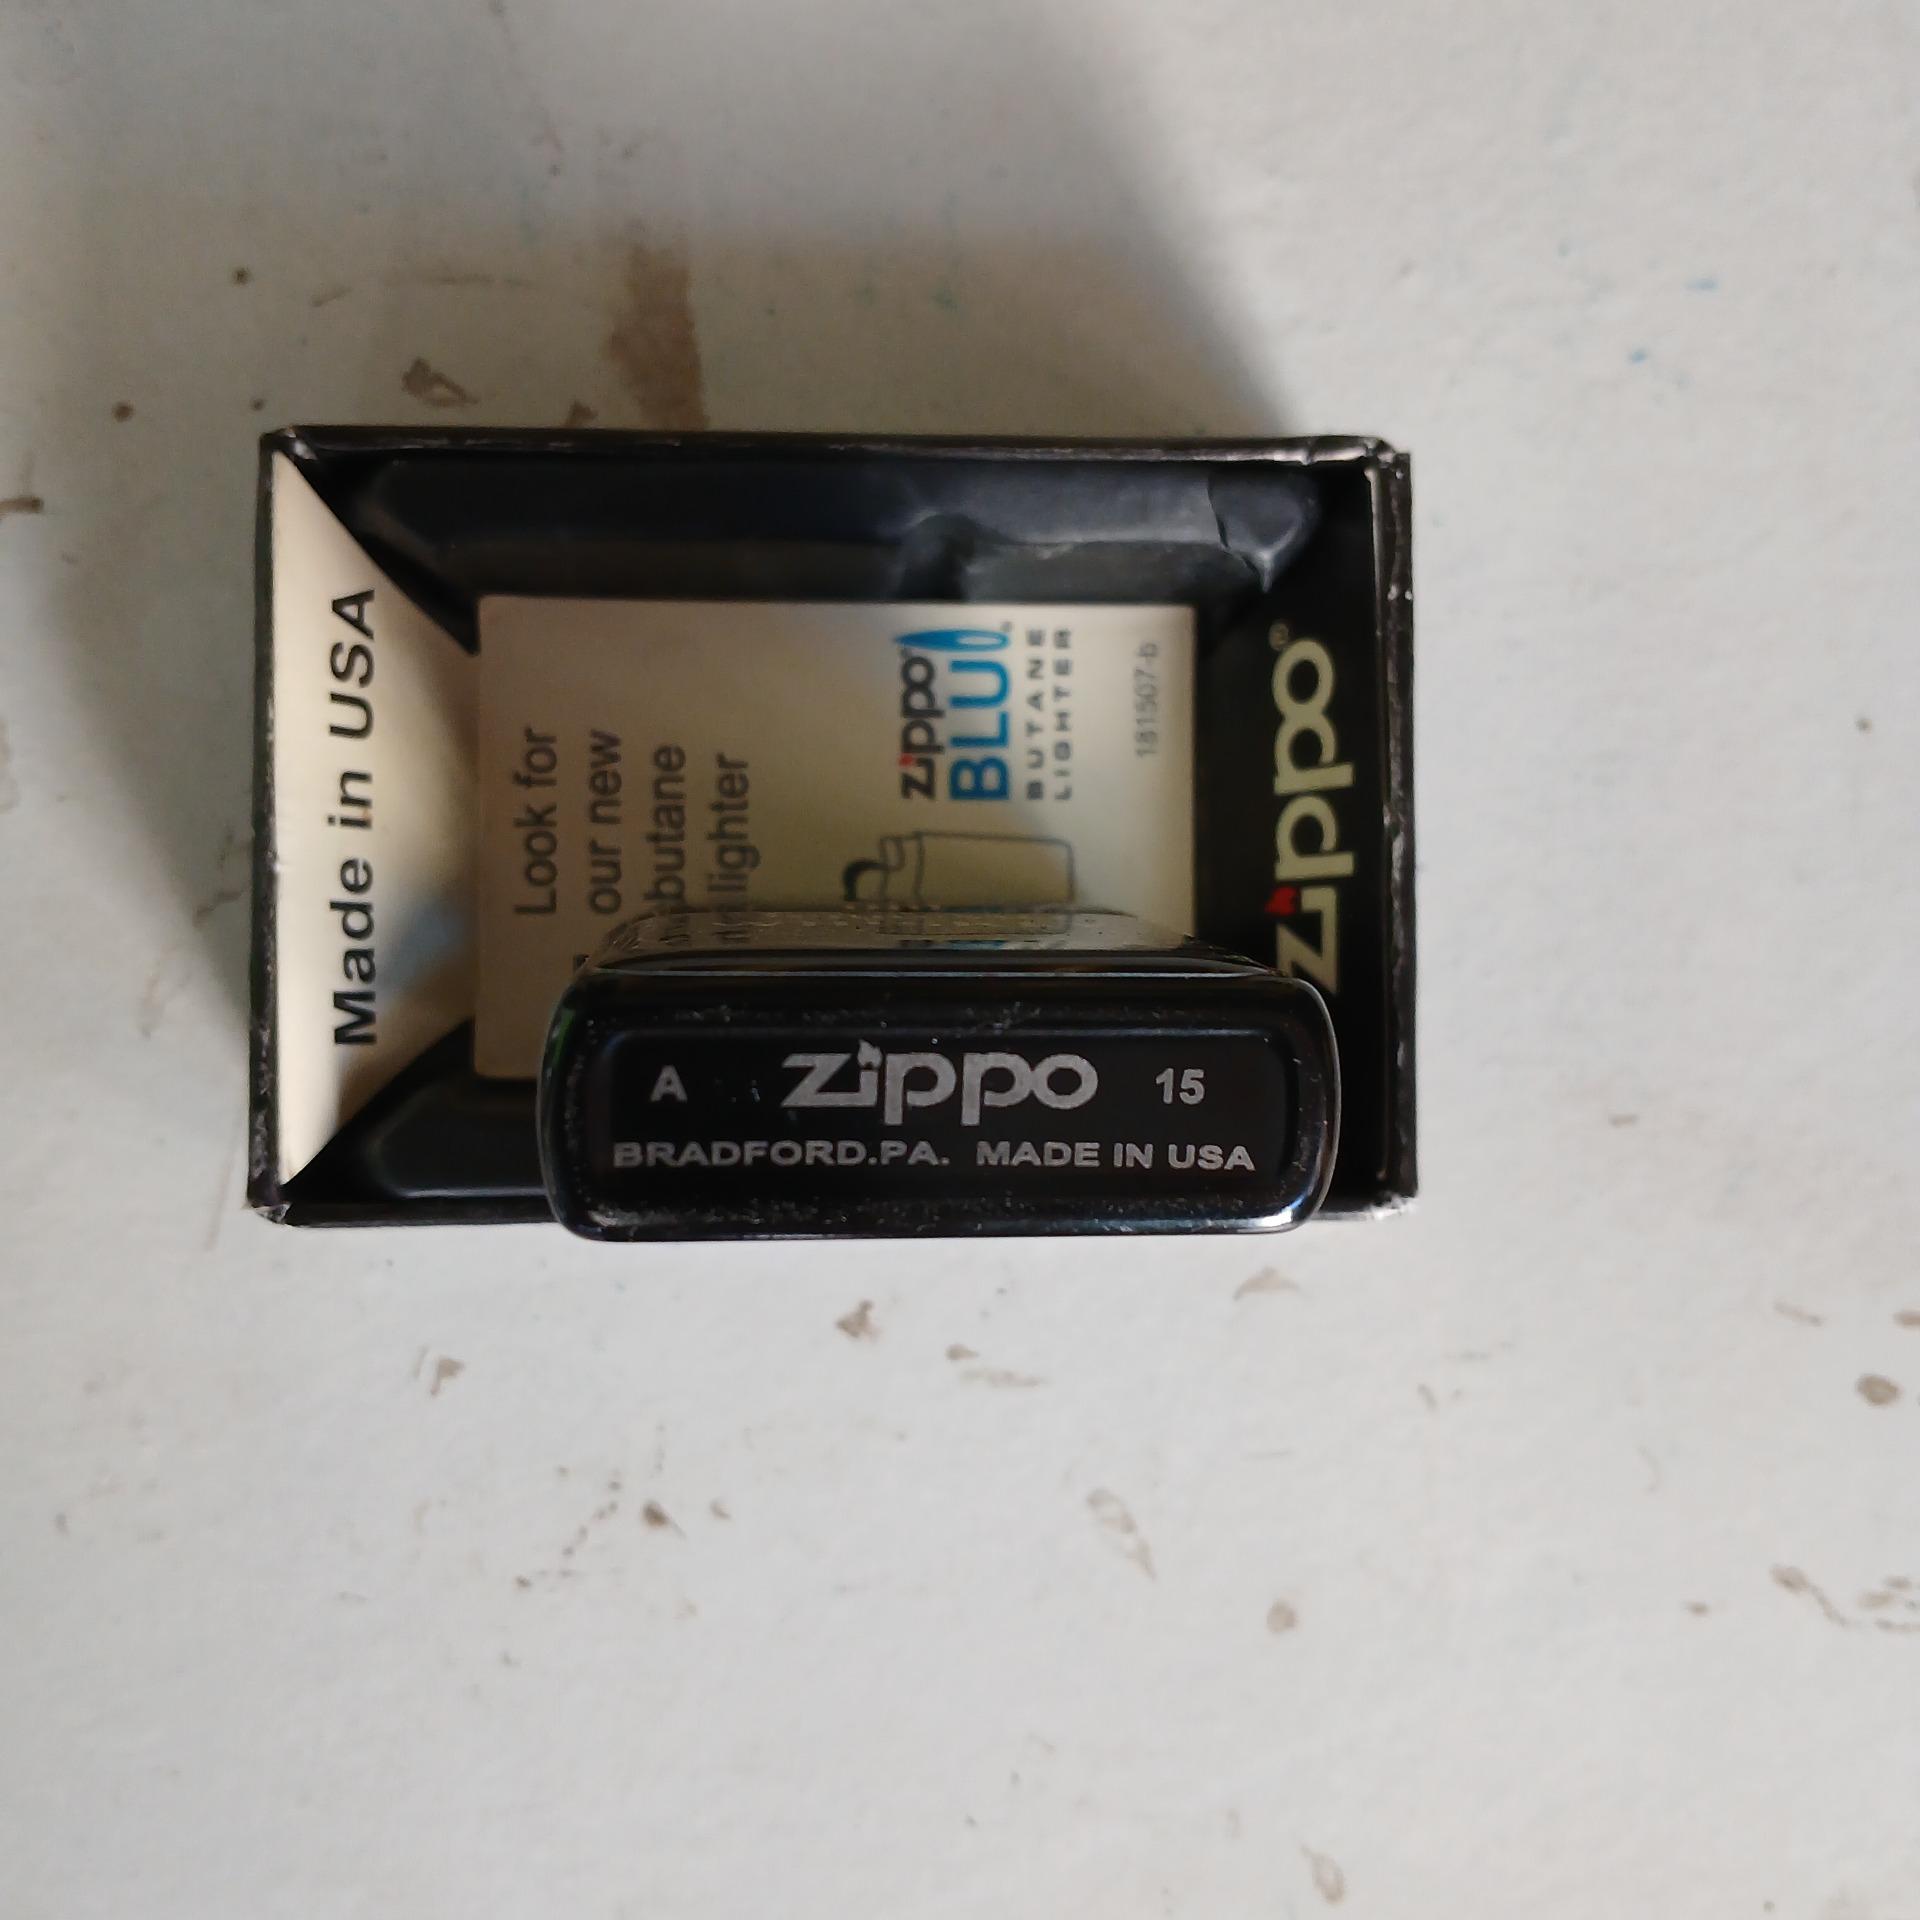 Made in USA
Look for
our new
butane
lighter
zippo
BLU
BUTANE
LIGHTER
181507-b
zippo®
A zippo 15
BRADFORD.PA. MADE IN USA